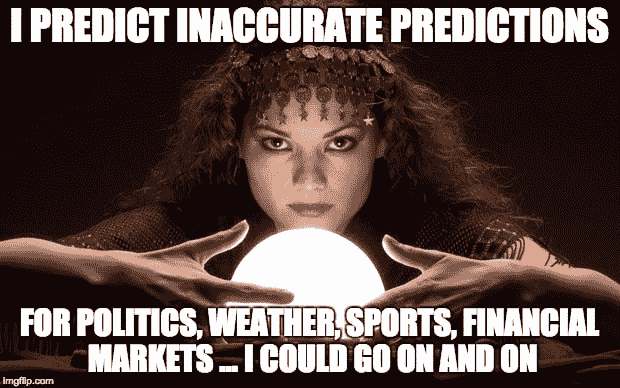 I PREDICT INACCURATE PREDICTIONS
FOR POLITICS, WEATHER, SPORTS, FINANCIAL
MARKETS ... I COULD GO ON AND ON
imgflip.com